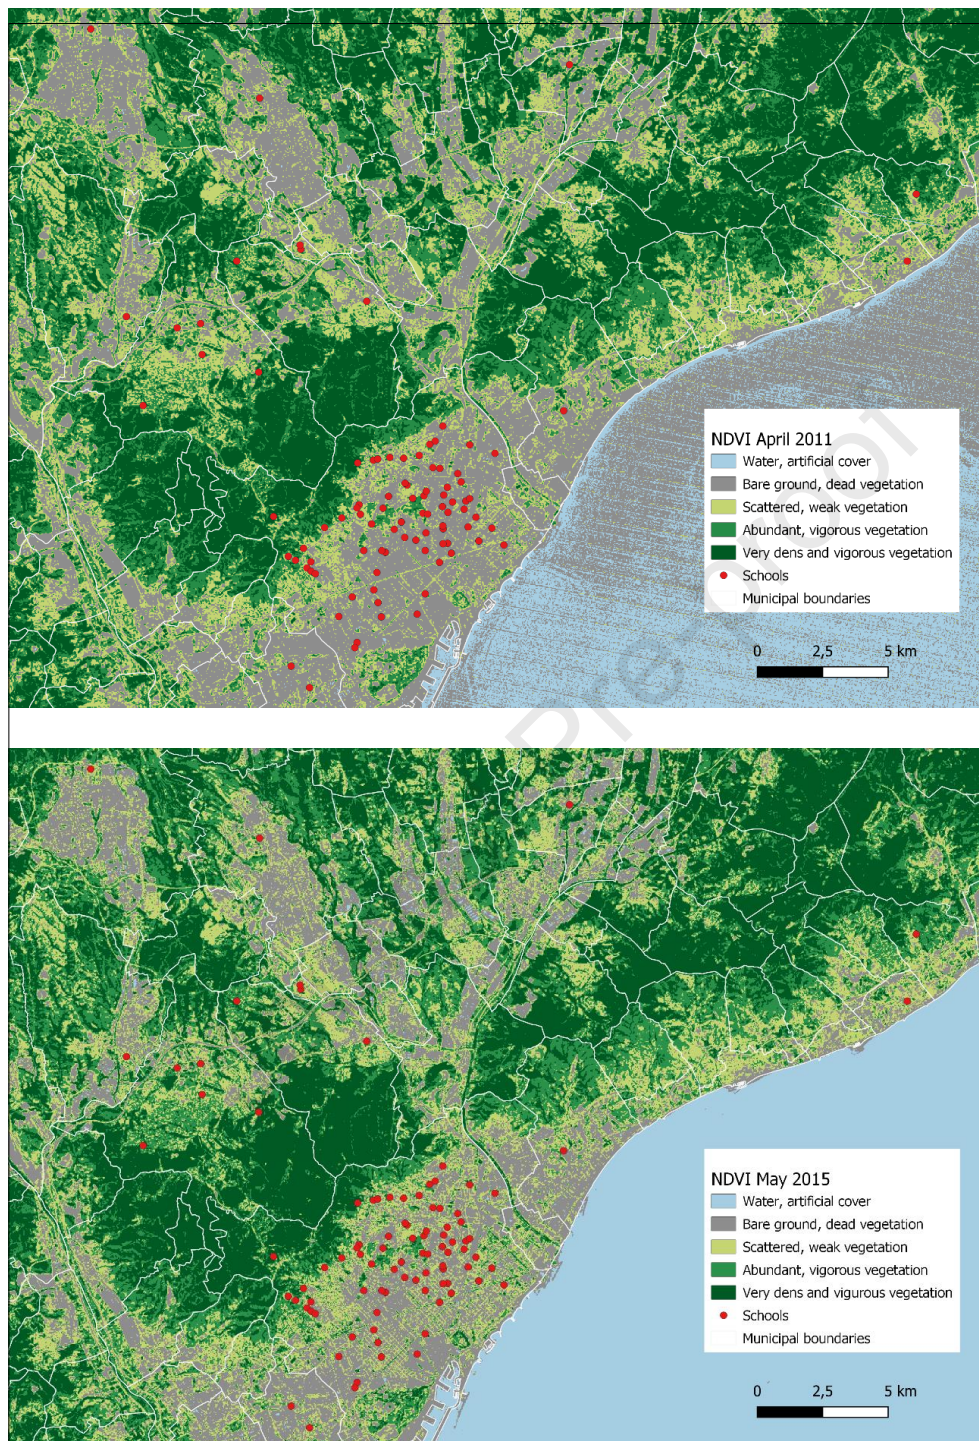 NDVI April 2011
Water, artificial cover
Bare ground, dead vegetation
Scattered, weak vegetation
Abundant, vigorous vegetation
Very dens and vigorous vegetation
Schools
Municipal boundaries
0 2,5 5 km
Pre-proof
NDVI May 2015
Water, artificial cover
Bare ground, dead vegetation
Scattered, weak vegetation
Abundant, vigorous vegetation
Very dens and vigurous vegetation
Schools
Municipal boundaries
0 2,5 5 km